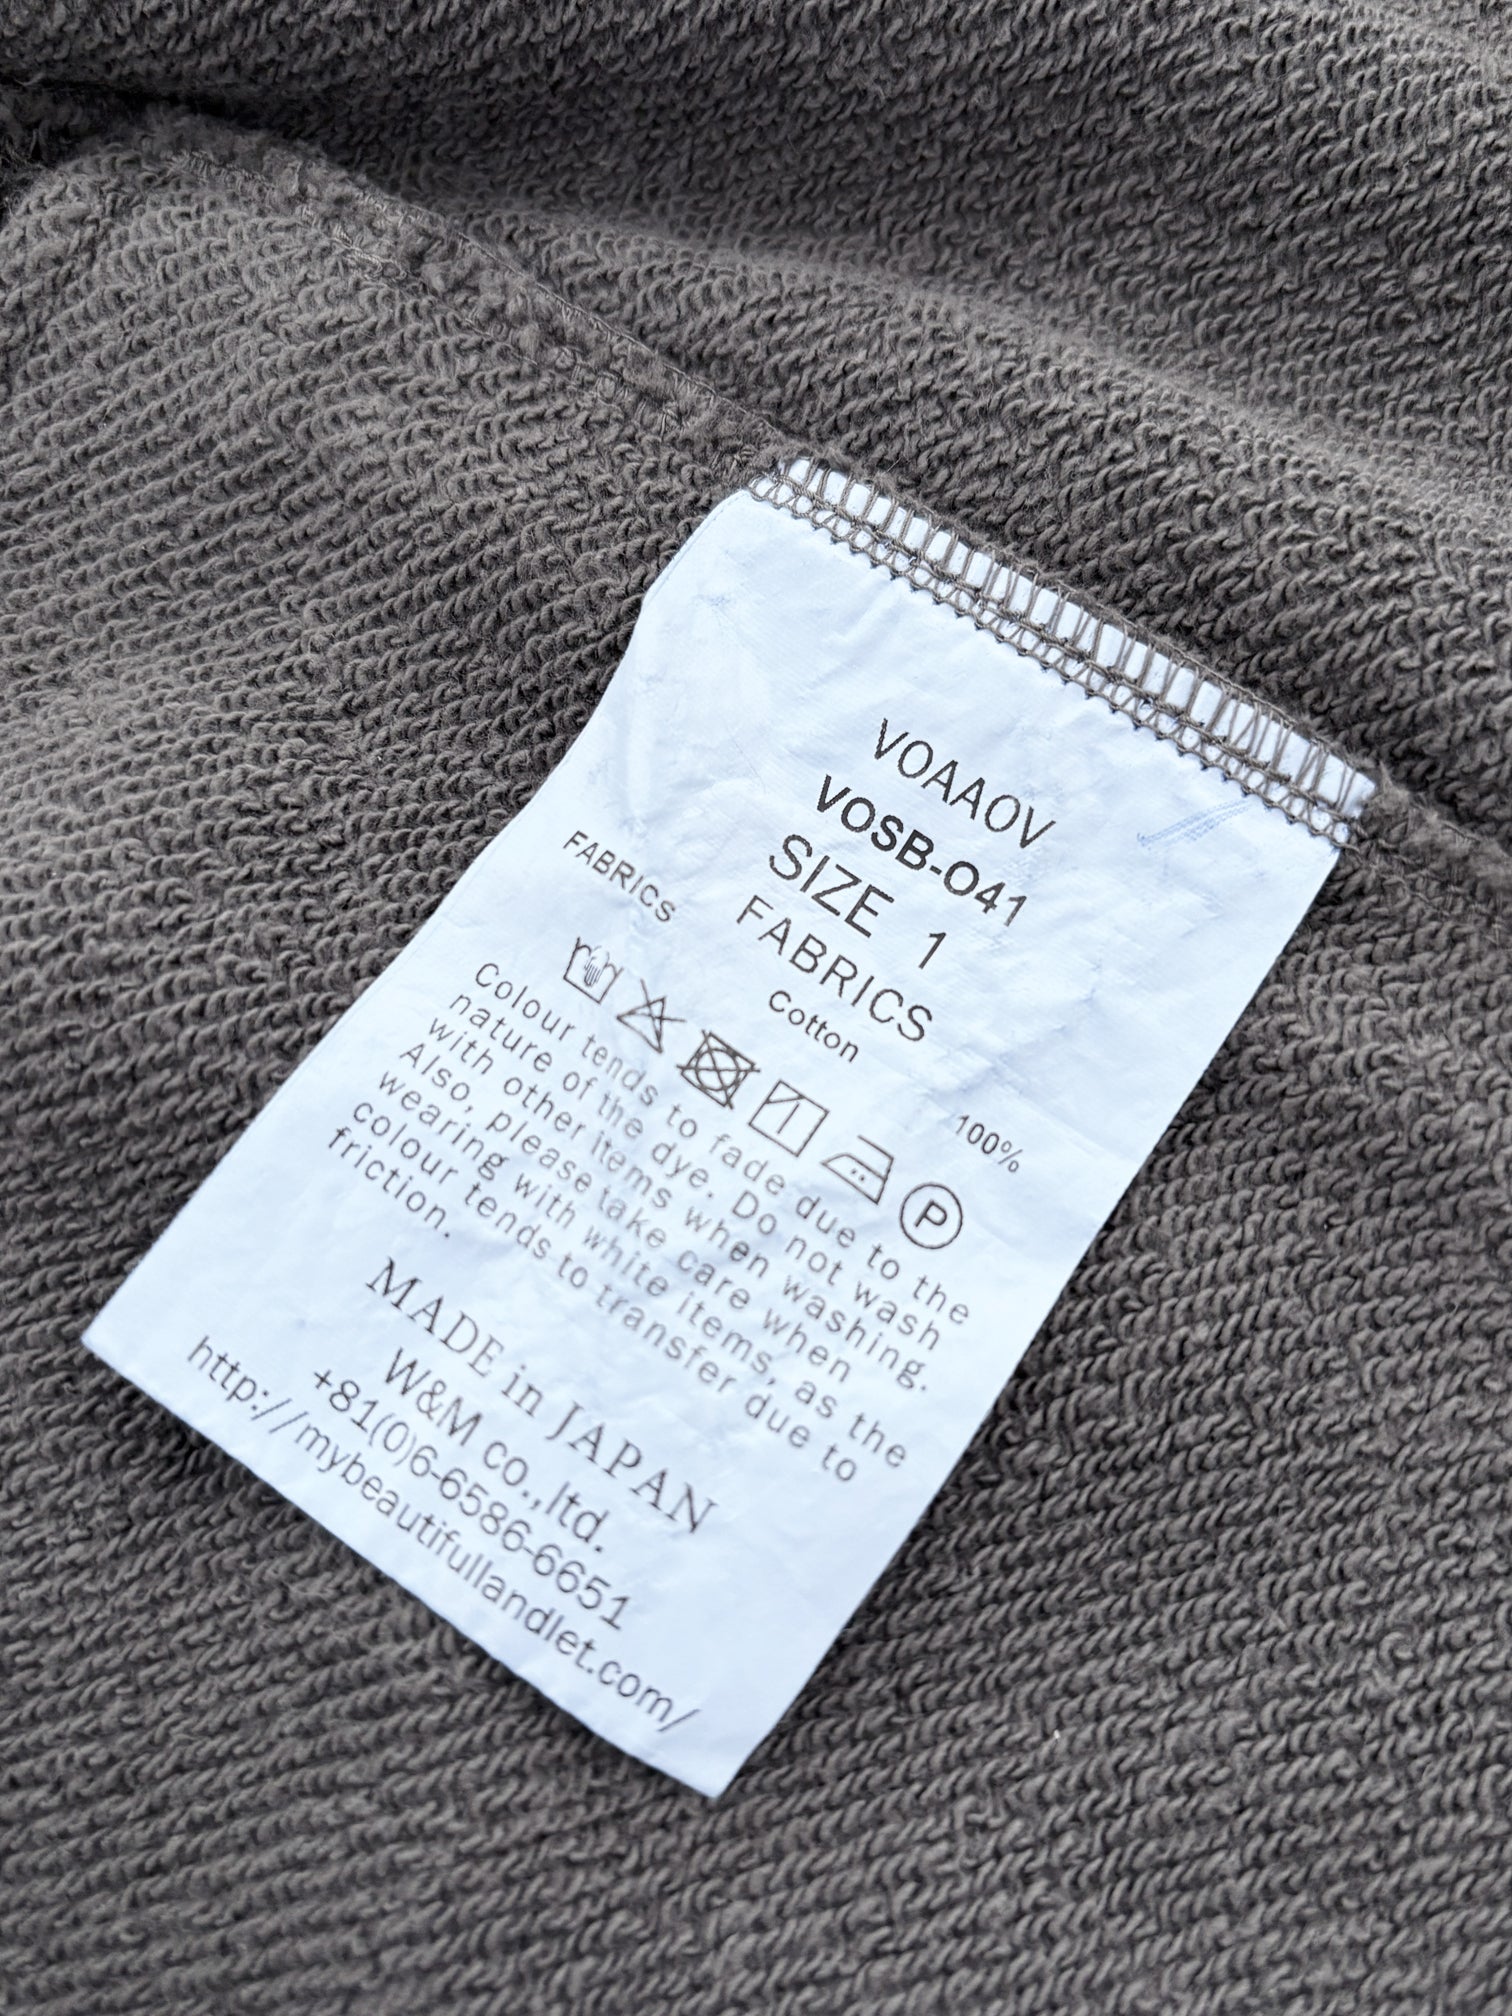 VOAAOV
VOSB-O41
SIZE 1
FABRICS
FABRICS
Cotton 100%
P
Colour tends to fade due to the
nature of the dye. Do not wash
with other items when washing.
Also, please take care when
wearing with white items, as the
colour tends to transfer due to
friction.
MADE in JAPAN
W&M co.,ltd.
+81(0)6-6586-6651
http://mybeautifullandlet.com/